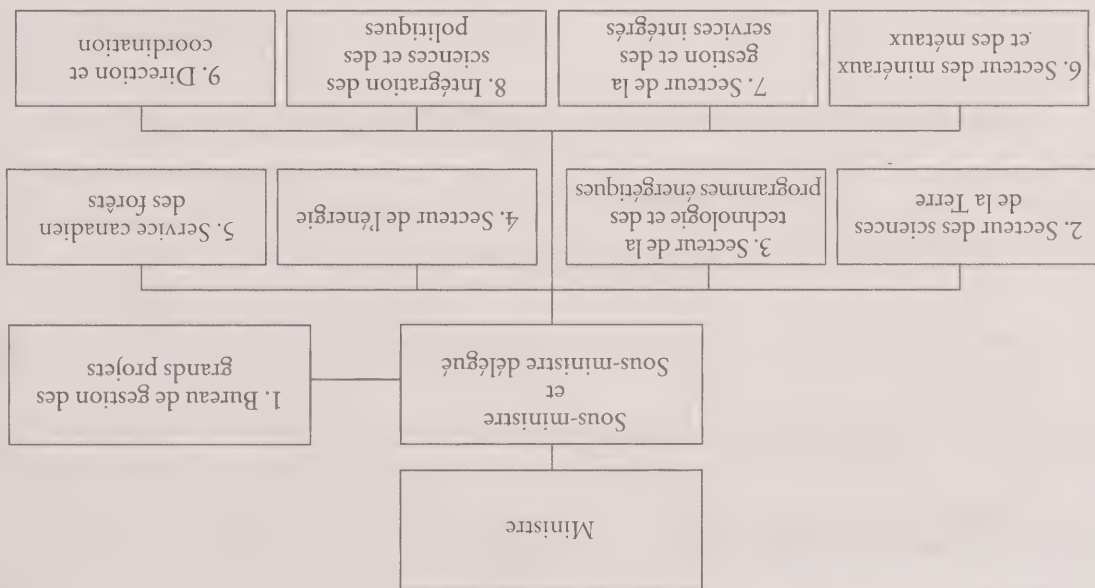 Ministre
Sous-ministre
et
Sous-ministre délégué
1. Bureau de gestion des
grands projets
2. Secteur des sciences
de la Terre
3. Secteur de la
technologie et des
programmes énergétiques
4. Secteur de l'énergie
5. Service canadien
des forêts
6. Secteur des minéraux
et des métaux
7. Secteur de la
gestion et des
services intégrés
8. Intégration des
sciences et des
politiques
9. Direction et
coordination